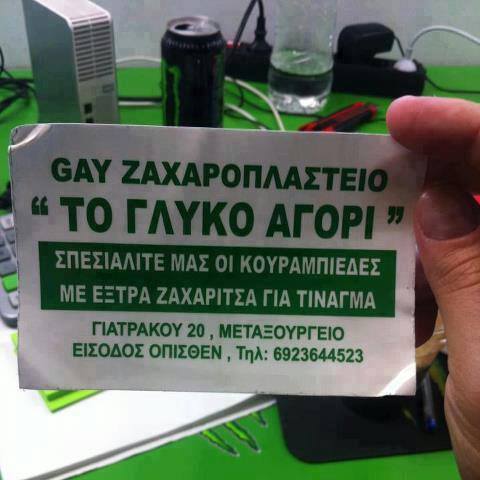 GAY ΖΑΧΑΡΟΠΛΑΣΤΕΙΟ
“ ΤΟ ΓΛΥΚΟ ΑΓΟΡΙ ”
ΣΠΕΣΙΑΛΙΤΕ ΜΑΣ ΟΙ ΚΟΥΡΑΜΠΙΕΔΕΣ
ΜΕ ΕΞΤΡΑ ΖΑΧΑΡΙΤΣΑ ΓΙΑ ΤΙΝΑΓΜΑ
ΓΙΑΤΡΑΚΟΥ 20 , ΜΕΤΑΞΟΥΡΓΕΙΟ
ΕΙΣΟΔΟΣ ΟΠΙΣΘΕΝ , Τηλ: 6923644523